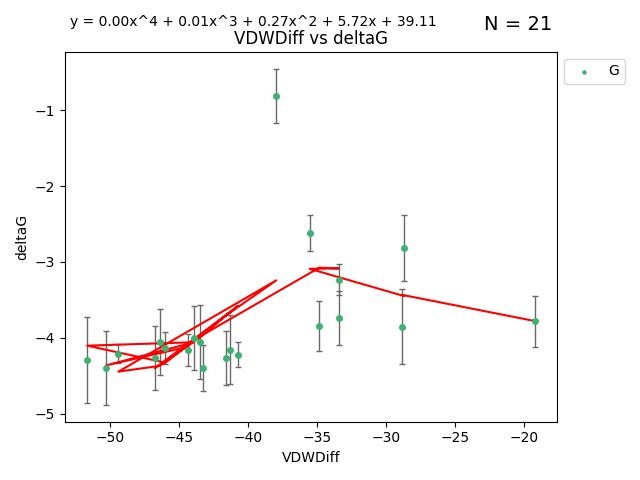 y = 0.00x^4 + 0.01x^3 + 0.27x^2 + 5.72x + 39.11
N = 21
VDWDiff vs deltaG
G
−1
−2
−3
−4
−5
deltaG
−50 −45 −40 −35 −30 −25 −20
VDWDiff